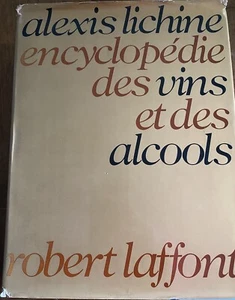 alexis lichine
encyclopédie
des vins
et des
alcools
robert laffont